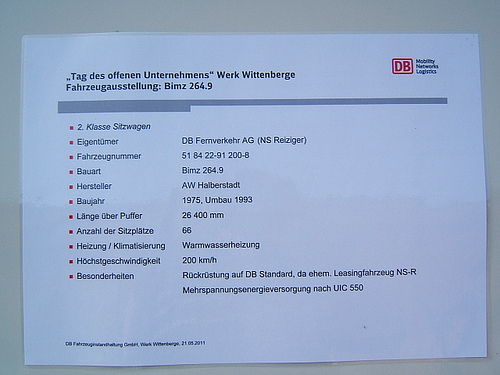 „Tag des offenen Unternehmens“ Werk Wittenberge
Fahrzeugausstellung: Bimz 264.9
DB Mobility
Networks
Logistics
2. Klasse Sitzwagen
Eigentümer DB Fernverkehr AG (NS Reiziger)
Fahrzeugnummer 51 84 22-91 200-8
Bauart Bimz 264.9
Hersteller AW Halberstadt
Baujahr 1975, Umbau 1993
Länge über Puffer 26 400 mm
Anzahl der Sitzplätze 66
Heizung / Klimatisierung Warmwasserheizung
Höchstgeschwindigkeit 200 km/h
Besonderheiten Rückrüstung auf DB Standard, da ehem. Leasingfahrzeug NS-R
Mehrspannungsenergieversorgung nach UIC 550
DB Fahrzeuginstandhaltung GmbH, Werk Wittenberge, 21.05.2011